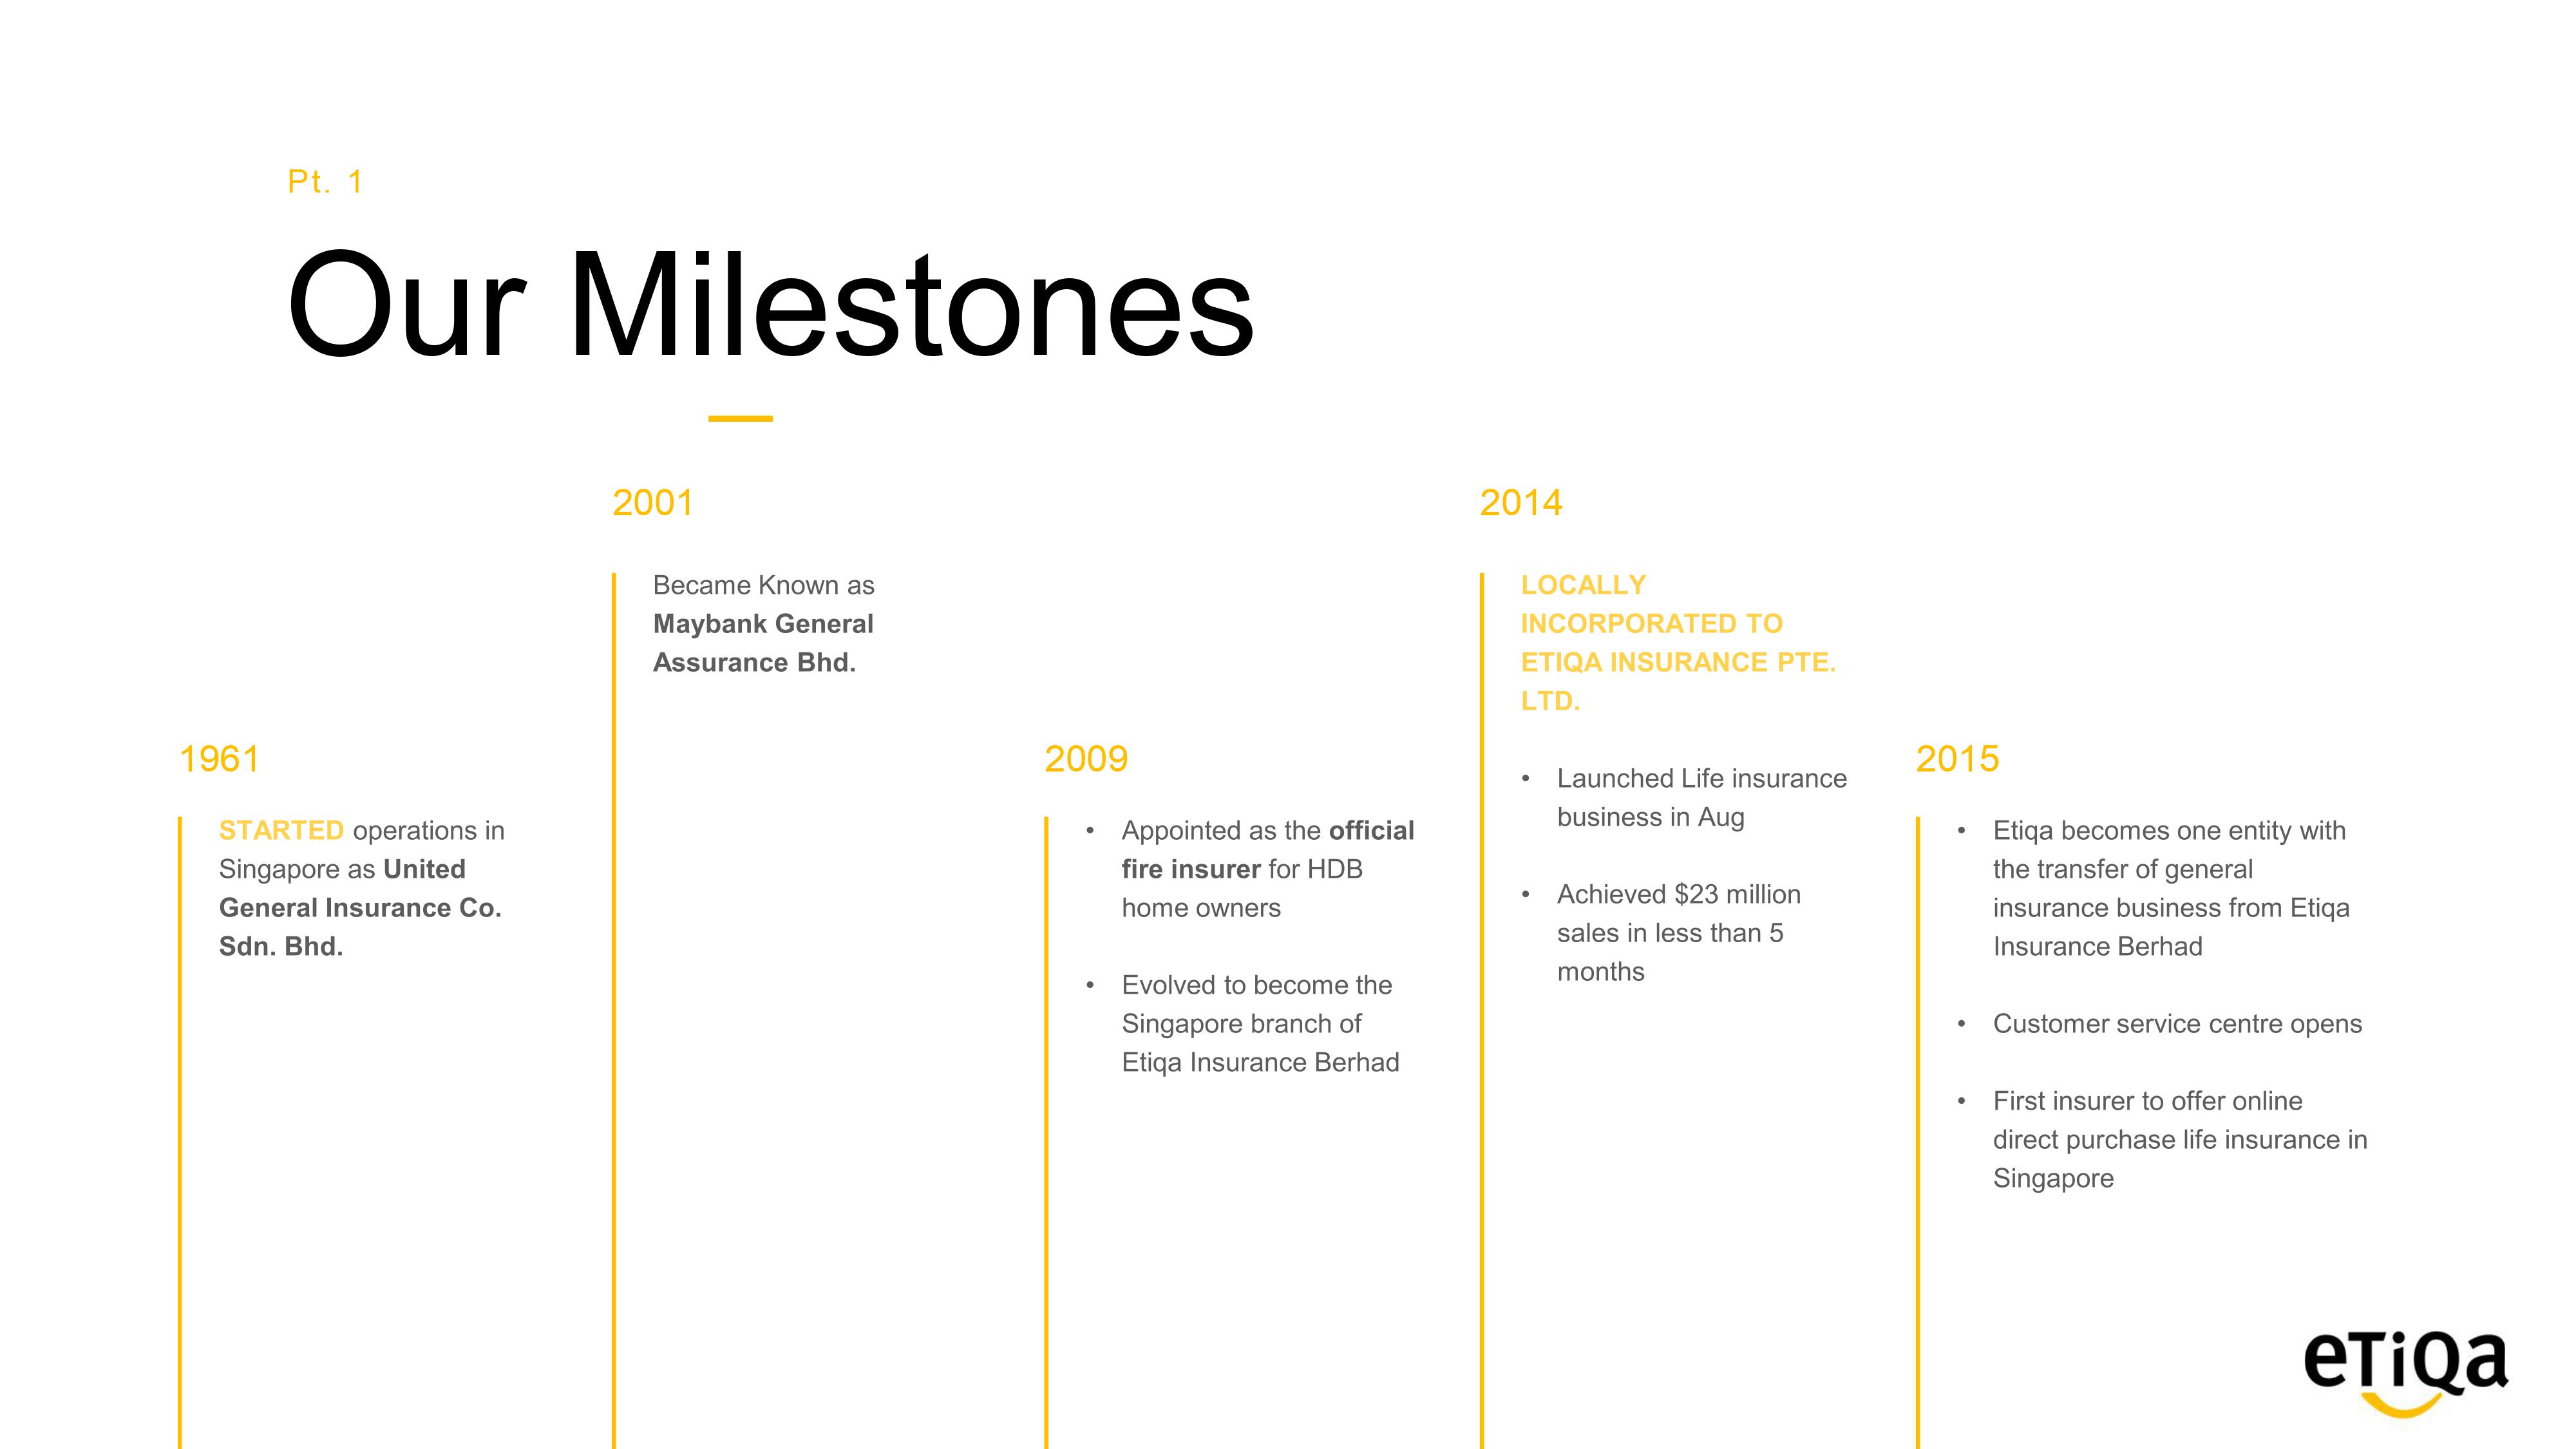 Pt. 1
Our Milestones
1961
STARTED operations in
Singapore as United
General Insurance Co.
Sdn. Bhd.
2001
Became Known as
Maybank General
Assurance Bhd.
2009
• Appointed as the official
fire insurer for HDB
home owners
• Evolved to become the
Singapore branch of
Etiqa Insurance Berhad
2014
LOCALLY
INCORPORATED TO
ETIQA INSURANCE PTE.
LTD.
• Launched Life insurance
business in Aug
• Achieved $23 million
sales in less than 5
months
2015
• Etiqa becomes one entity with
the transfer of general
insurance business from Etiqa
Insurance Berhad
• Customer service centre opens
• First insurer to offer online
direct purchase life insurance in
Singapore
eTiQa